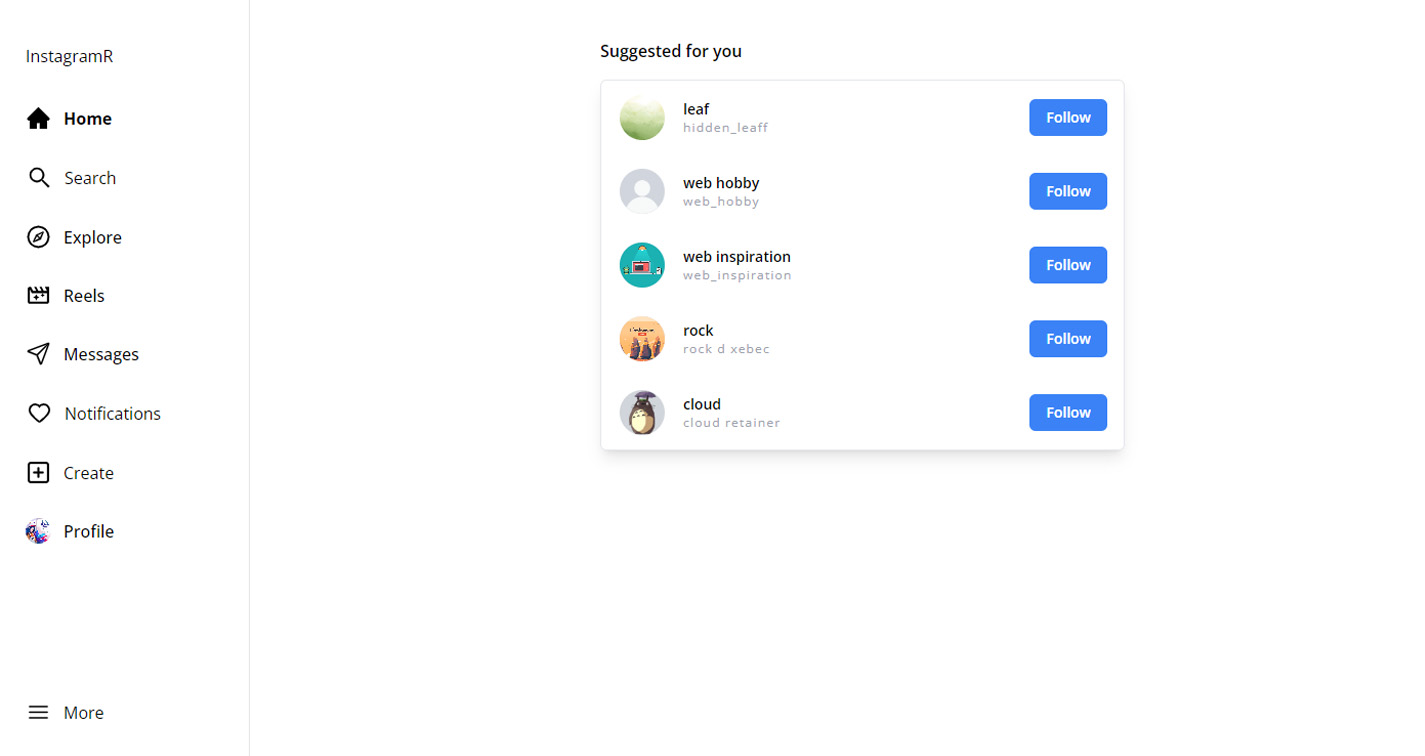 InstagramR
Home
Search
Explore
Reels
Messages
Notifications
Create
Profile
More
Suggested for you
leaf
hidden_leaff
Follow
web hobby
web_hobby
Follow
web inspiration
web_inspiration
Follow
rock
rock d xebec
Follow
cloud
cloud retainer
Follow